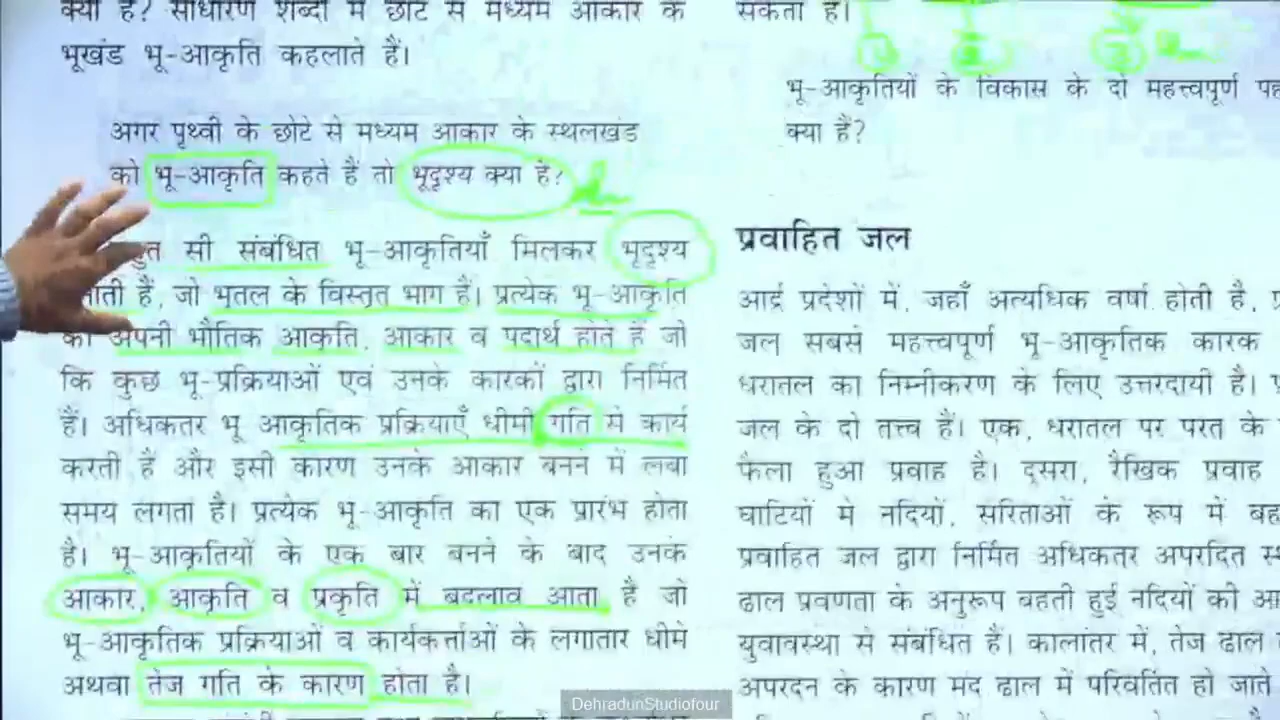 क्या है? साधारण शब्दों में छोटे से मध्यम आकार के
भूखंड भू-आकृति कहलाते हैं।
अगर पृथ्वी के छोटे से मध्यम आकार के स्थलखंड
को भू-आकृति कहते हैं तो भूदृश्य क्या है?
सी संबंधित भू-आकृतियाँ मिलकर भूदृश्य
हैं, जो भूतल के विस्तृत भाग हैं। प्रत्येक भू-आकृति
की अपनी भौतिक आकृति, आकार व पदार्थ होते हैं जो
कि कुछ भू-प्रक्रियाओं एवं उनके कारकों द्वारा निर्मित
हैं। अधिकतर भू आकृतिक प्रक्रियाएँ धीमी गति से कार्य
करती हैं और इसी कारण उनके आकार बनने में लंबा
समय लगता है। प्रत्येक भू-आकृति का एक प्रारंभ होता
है। भू-आकृतियों के एक बार बनने के बाद उनके
आकार, आकृति व प्रकृति में बदलाव आता है जो
भू-आकृतिक प्रक्रियाओं व कार्यकर्त्ताओं के लगातार धीमे
अथवा तेज गति के कारण होता है।
सकता है।
भू-आकृतियों के विकास के दो महत्त्वपूर्ण
क्या हैं?
प्रवाहित जल
आर्द्र प्रदेशों में, जहाँ अत्यधिक वर्षा होती है,
जल सबसे महत्त्वपूर्ण भू-आकृतिक कारक
धरातल का निम्नीकरण के लिए उत्तरदायी है।
जल के दो तत्त्व हैं। एक, धरातल पर परत के
फैला हुआ प्रवाह है। दूसरा, रैखिक प्रवाह
घाटियों में नदियों, सरिताओं के रूप में
प्रवाहित जल द्वारा निर्मित अधिकतर अपरदित
ढाल प्रवणता के अनुरूप बहती हुई नदियों की
युवावस्था से संबंधित हैं। कालांतर में, तेज ढाल
अपरदन के कारण मंद ढाल में परिवर्तित हो जाते
DehradunStudiofour